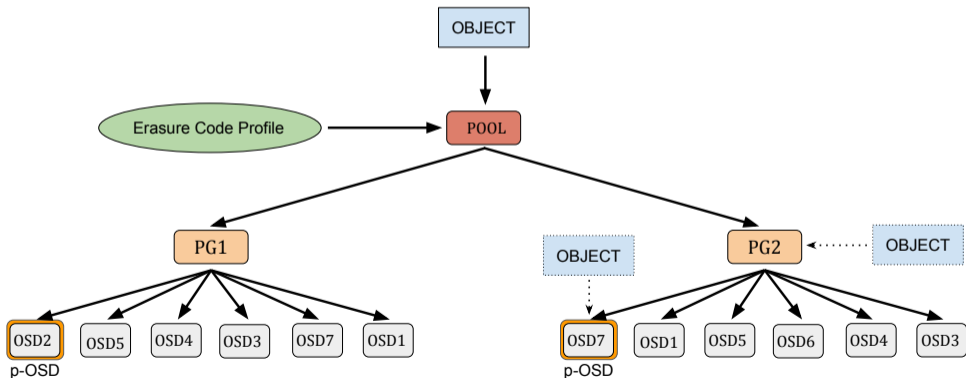 OBJECT
Erasure Code Profile
POOL
PG1
PG2
OBJECT
OBJECT
OSD2
OSD5
OSD4
OSD3
OSD7
OSD1
OSD7
OSD1
OSD5
OSD6
OSD4
OSD3
p-OSD
p-OSD